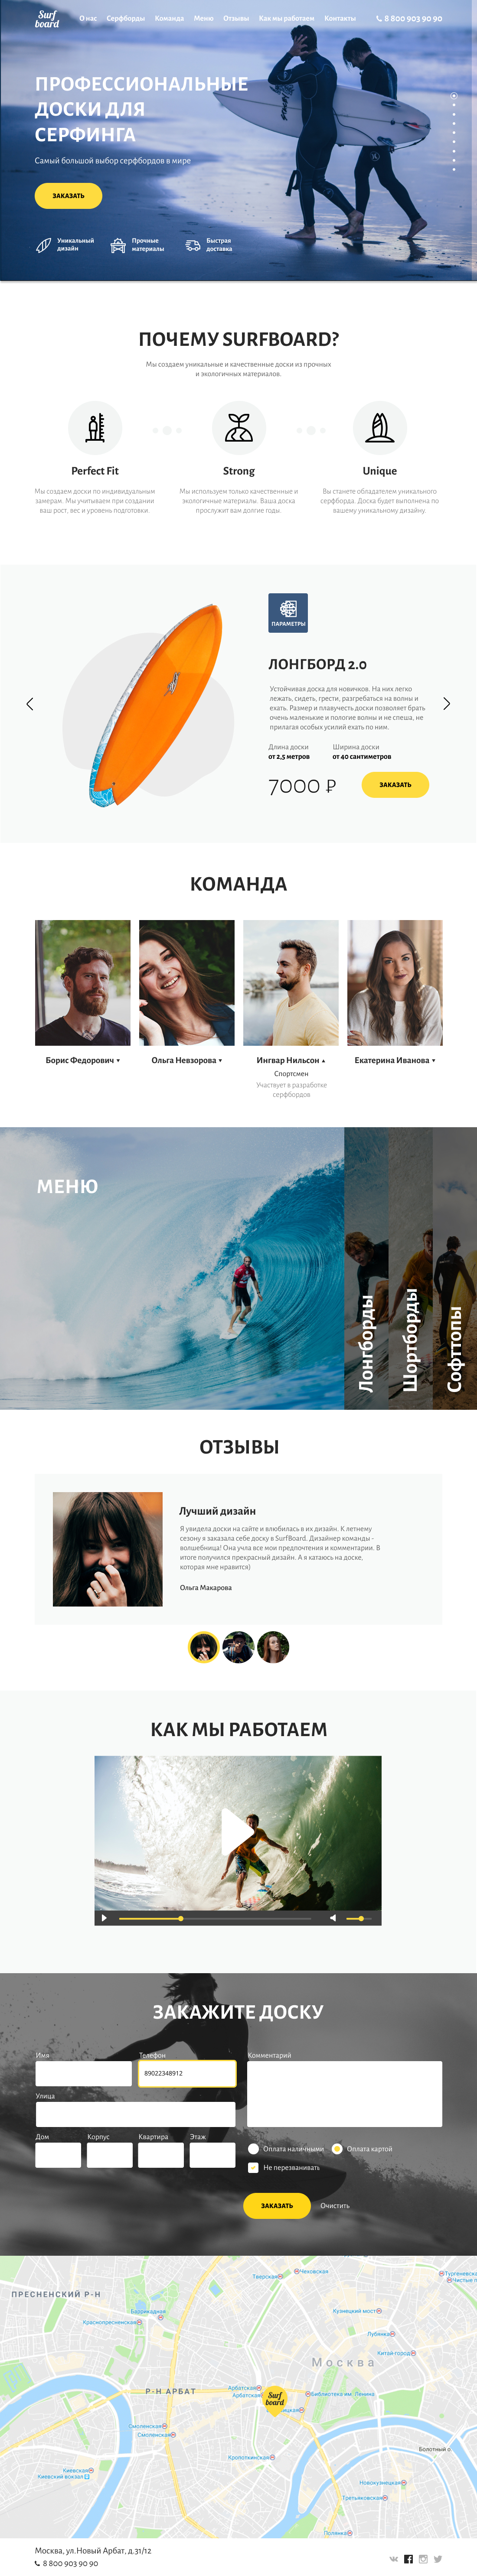 Surf
board
О нас Серфборды Команда Меню Отзывы Как мы работаем Контакты 8 800 903 90 90
ПРОФЕССИОНАЛЬНЫЕ
ДОСКИ ДЛЯ
СЕРФИНГА
Самый большой выбор серфбордов в мире
ЗАКАЗАТЬ
Уникальный
дизайн
Прочные
материалы
Быстрая
доставка
ПОЧЕМУ SURFBOARD?
Мы создаем уникальные и качественные доски из прочных
и экологичных материалов.
Perfect Fit
Мы создаем доски по индивидуальным
замерам. Мы учитываем при создании
ваш рост, вес и уровень подготовки
Strong
Мы используем только качественные и
экологичные материалы. Ваша доска
прослужит вам долгие годы.
Unique
Вы станете обладателем уникального
серфборда. Доска будет выполнена по
вашему уникальному дизайну.
ПАРАМЕТРЫ
ЛОНГБОРД 2.0
Устойчивая доска для новичков. На них легко
лежать, сидеть, грести, разгребаться на волны и
ехать. Размер и плавучесть доски позволяет брать
очень маленькие и пологие волны и не спеша, не
прилагая особых усилий ехать по ним.
Длина доски
от 2,5 метров
Ширина доски
от 40 сантиметров
7000 ₽
ЗАКАЗАТЬ
КОМАНДА
Борис Федорович
Ольга Невзорова
Ингвар Нильсон
Спортсмен
Участвует в разработке
серфбордов
Екатерина Иванова
МЕНЮ
Лонгборды
Шортборды
Софттопы
ОТЗЫВЫ
Лучший дизайн
Я увидела доски на сайте и влюбилась в их дизайн. К летнему
сезону я заказала себе доску в SurfBoard. Дизайнер команды -
волшебница! Она учла все мои предпочтения и комментарии. В
итоге получился прекрасный дизайн. А я катаюсь на доске,
которая мне нравится)
Ольга Макарова
КАК МЫ РАБОТАЕМ
ЗАКАЖИТЕ ДОСКУ
Имя
Телефон
89022348912
Улица
Дом Корпус Квартира Этаж
Комментарий
Оплата наличными Оплата картой
Не перезванивать
ЗАКАЗАТЬ
Очистить
ПРЕСНЕНСКИЙ Р-Н
Баррикадная
Краснопресненская
Тверская
Чеховская
Кузнецкий мост
Лубянка
Китай-город
Москва
Р-Н АРБАТ
Арбатская
Арбатская
Surf
board
Библиотека им. Ленина
Смоленская
Смоленская
Кропоткинская
Болотный о.
Киевская
Киевский вокзал
Новокузнецкая
Третьяковская
Полянка
Москва, ул.Новый Арбат, д.31/12
8 800 903 90 90